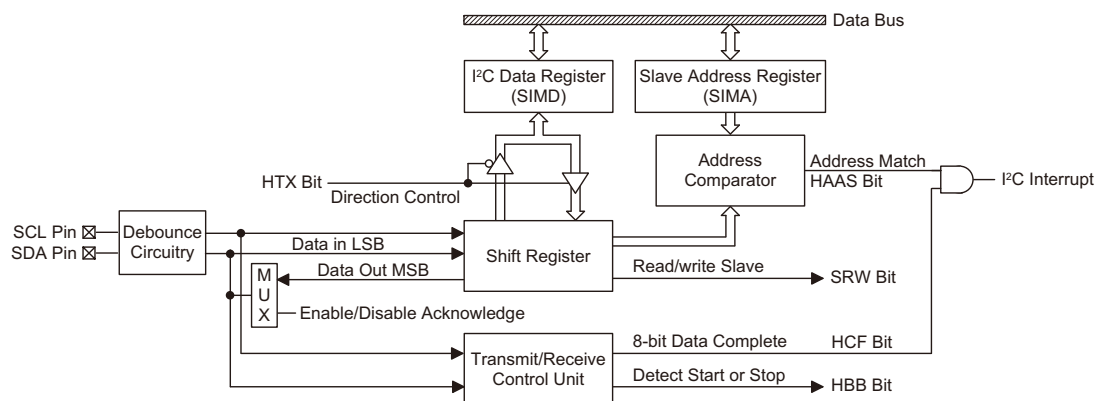 Data Bus
I²C Data Register
(SIMD)
Slave Address Register
(SIMA)
HTX Bit
Direction Control
Address
Comparator
Address Match
HAAS Bit
I²C Interrupt
SCL Pin
SDA Pin
Debounce
Circuitry
Data in LSB
Shift Register
M
U
X
Data Out MSB
Read/write Slave
SRW Bit
Enable/Disable Acknowledge
Transmit/Receive
Control Unit
8-bit Data Complete
HCF Bit
Detect Start or Stop
HBB Bit